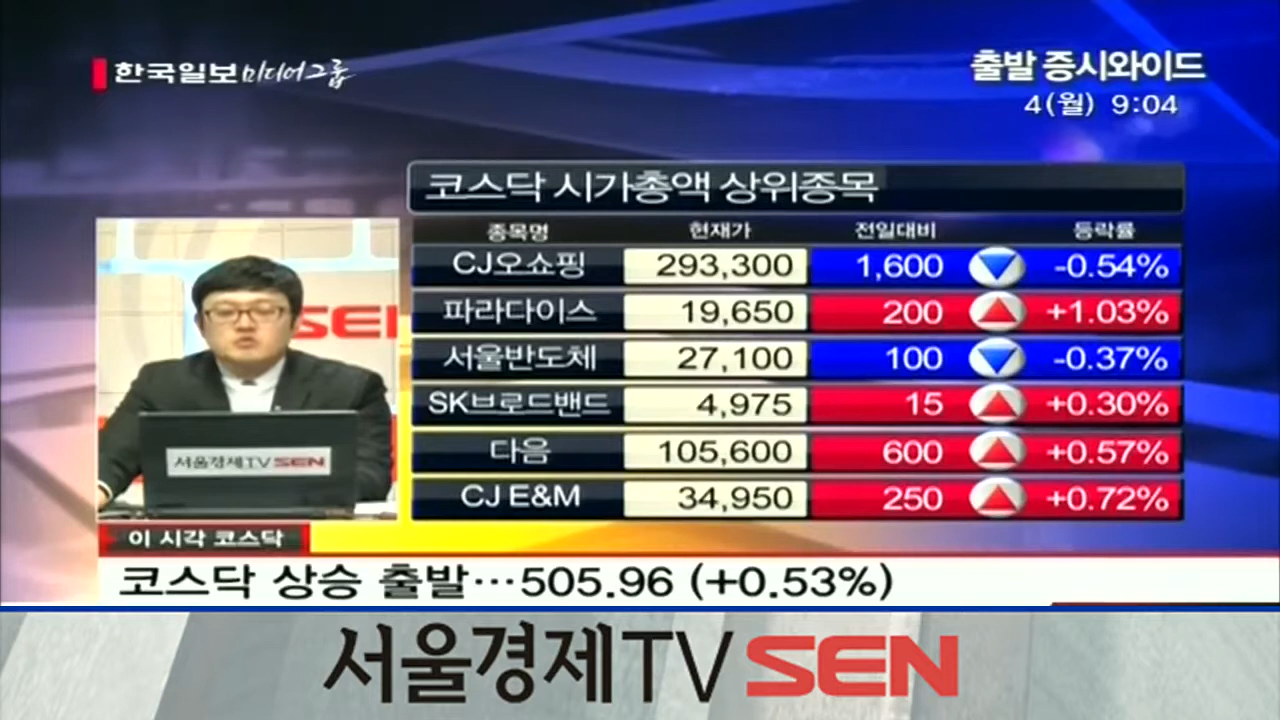 한국일보 미디어그룹
출발 증시와이드
4(월) 9:04
코스닥 시가총액 상위종목
종목명 현재가 전일대비 등락률
CJ오쇼핑 293,300 1,600 ▼ -0.54%
파라다이스 19,650 200 ▲ +1.03%
서울반도체 27,100 100 ▼ -0.37%
SK브로드밴드 4,975 15 ▲ +0.30%
다음 105,600 600 ▲ +0.57%
CJ E&M 34,950 250 ▲ +0.72%
SEN
서울경제TV SEN
이 시각 코스닥
코스닥 상승 출발…505.96 (+0.53%)
서울경제TV SEN